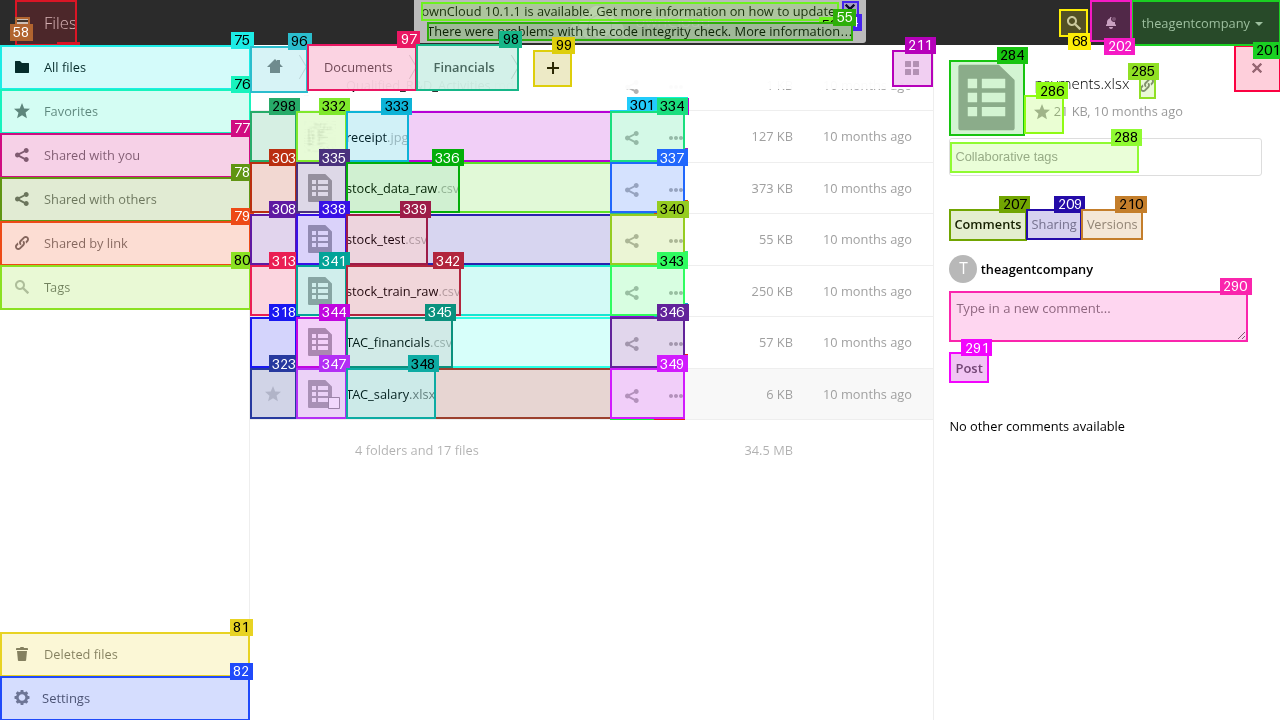 Files
ownCloud 10.1.1 is available. Get more information on how to update
55
There were problems with the code integrity check. More information...
theagentcompany
58
68
202
201
75
All files
76
Favorites
77
Shared with you
78
Shared with others
79
Shared by link
80
Tags
81
Deleted files
82
Settings
96
97
Documents
98
Financials
99
+
211
298
332
333
301
334
receipt.jpg
127 KB
10 months ago
303
335
336
337
stock_data_raw.csv
373 KB
10 months ago
308
338
339
340
stock_test.csv
55 KB
10 months ago
313
341
342
343
stock_train_raw.csv
250 KB
10 months ago
318
344
345
346
TAC_financials.csv
57 KB
10 months ago
323
347
348
349
TAC_salary.xlsx
6 KB
10 months ago
4 folders and 17 files
34.5 MB
284
285
ments.xlsx
286
21 KB, 10 months ago
288
Collaborative tags
207
209
210
Comments
Sharing
Versions
T
theagentcompany
290
Type in a new comment...
291
Post
No other comments available